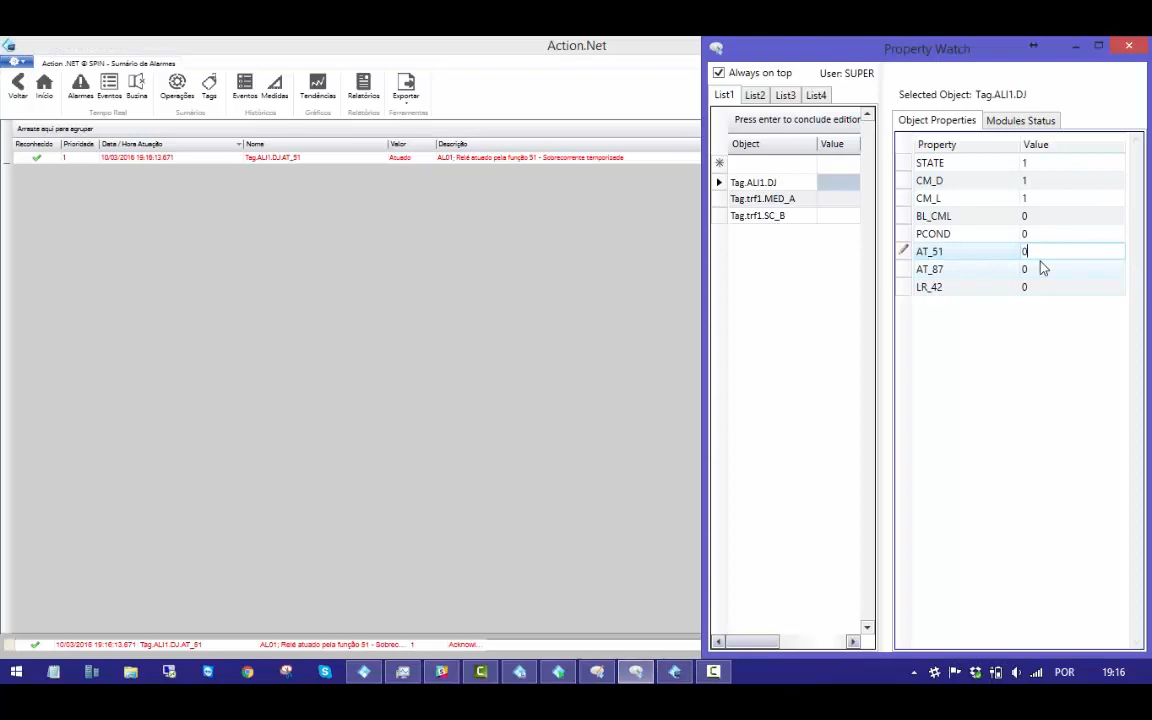 Action.Net
Action .NET @ SPIN - Sumário de Alarmes
Voltar
Início
Alarmes
Eventos
Buzina
Operações
Tags
Eventos
Medidas
Tendências
Relatórios
Exportar
Tempo Real
Sumários
Históricos
Gráficos
Relatórios
Ferramentas
Arraste aqui para agrupar
Reconhecido Prioridade Data / Hora Atuação Nome Valor Descrição
1 10/03/2016 19:16:13.671 Tag.ALI1.DJ.AT_51 Atuado AL01; Relé atuado pela função 51 - Sobrecorrente temporizada
10/03/2016 19:16:13.671 Tag.ALI1.DJ.AT_51 AL01; Relé atuado pela função 51 - Sobrec... 1 Acknowl...
Property Watch
Always on top User: SUPER
List1 List2 List3 List4
Press enter to conclude edition
Object Value
Tag.ALI1.DJ
Tag.trf1.MED_A
Tag.trf1.SC_B
Selected Object: Tag.ALI1.DJ
Object Properties Modules Status
Property Value
STATE 1
CM_D 1
CM_L 1
BL_CML 0
PCOND 0
AT_51 0
AT_87 0
LR_42 0
POR 19:16